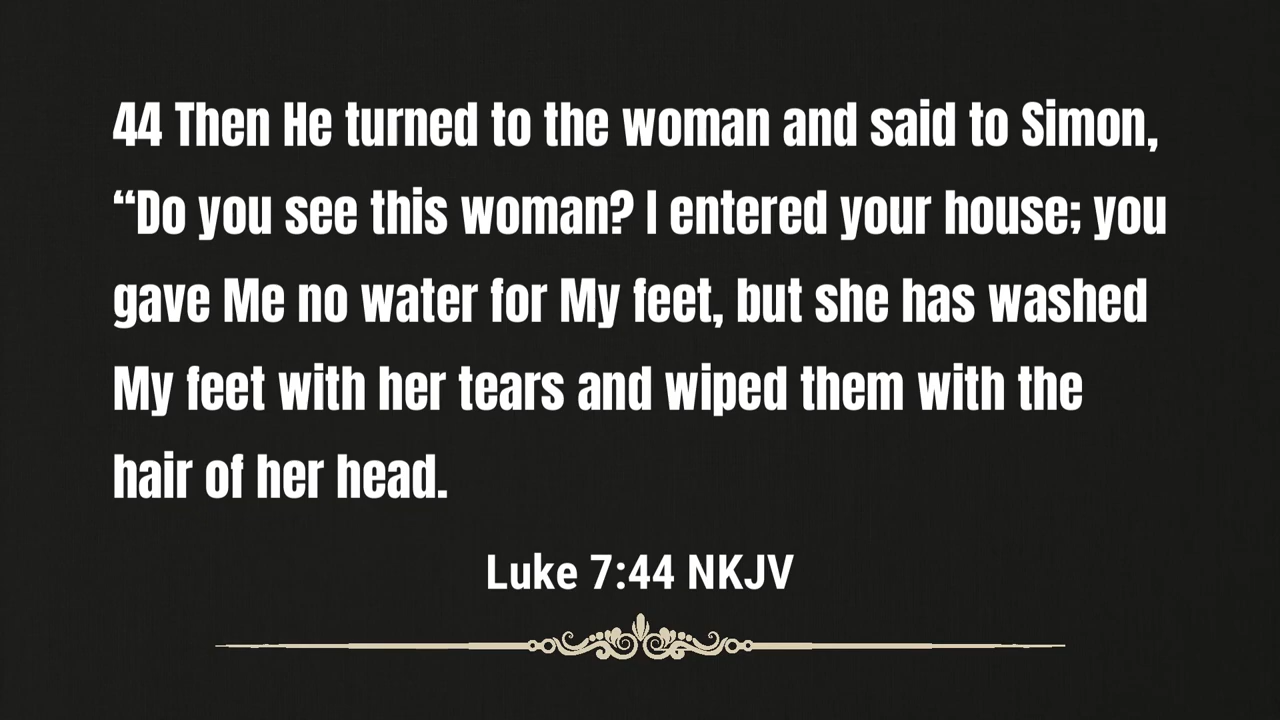 44 Then He turned to the woman and said to Simon,
“Do you see this woman? I entered your house; you
gave Me no water for My feet, but she has washed
My feet with her tears and wiped them with the
hair of her head.
Luke 7:44 NKJV